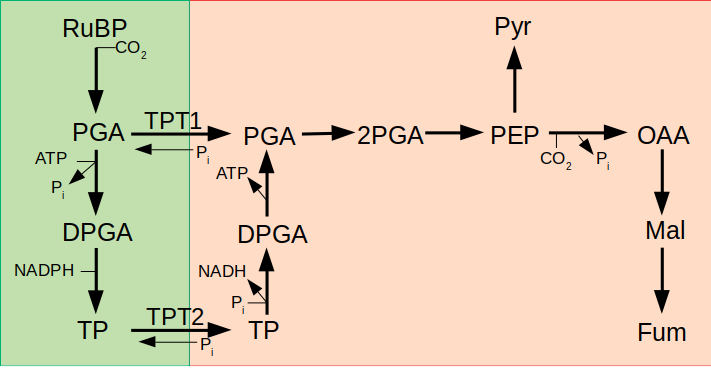 RuBP
CO2
PGA
TPT1
Pi
ATP
Pi
DPGA
NADPH
TP
TPT2
Pi
PGA
ATP
DPGA
NADH
Pi
TP
2PGA
PEP
Pyr
CO2
Pi
OAA
Mal
Fum